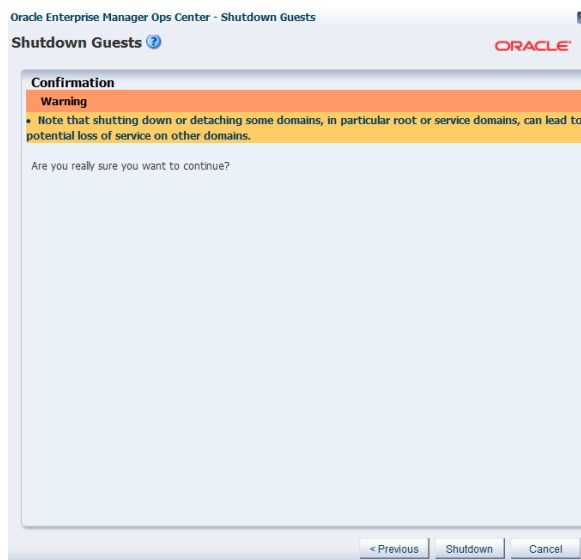 Oracle Enterprise Manager Ops Center - Shutdown Guests
Shutdown Guests ?
ORACLE
Confirmation
Warning
• Note that shutting down or detaching some domains, in particular root or service domains, can lead to
potential loss of service on other domains.
Are you really sure you want to continue?
< Previous Shutdown Cancel